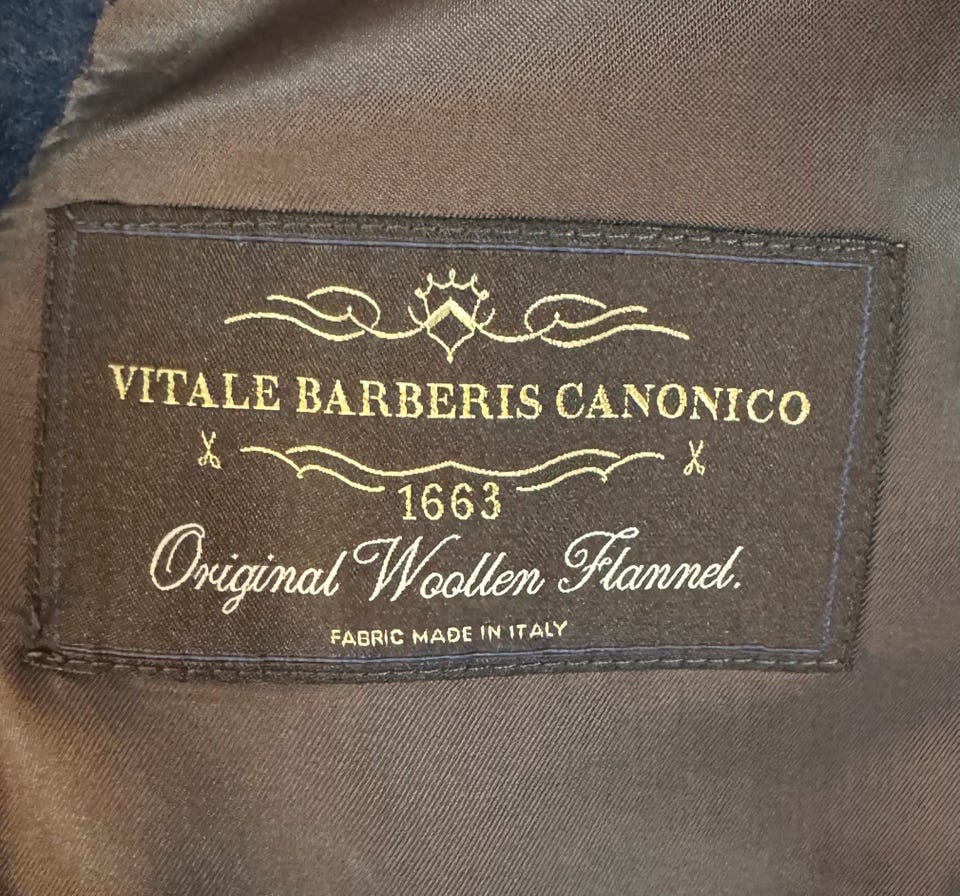 VITALE BARBERIS CANONICO
1663
Original Woollen Flannel.
FABRIC MADE IN ITALY